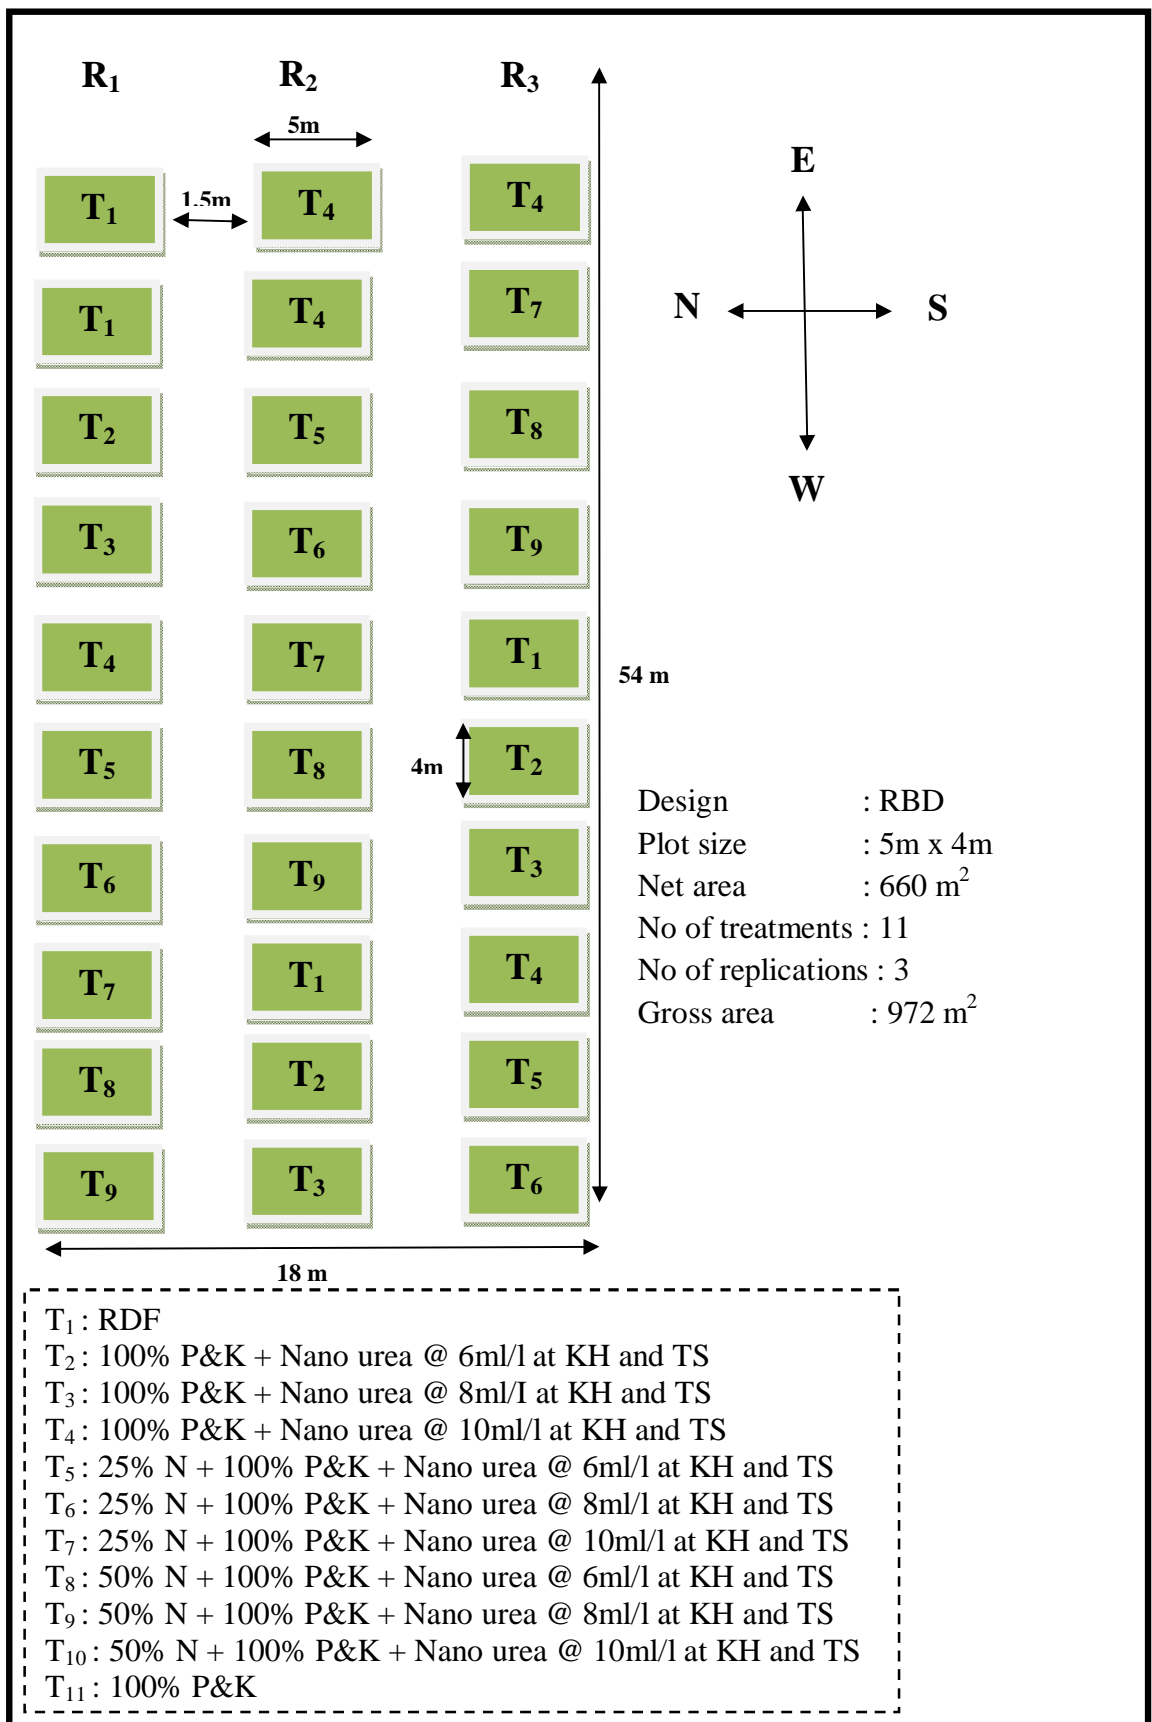 R₁ R₂ R₃
5m
E
1.5m
T₁ T₄ T₄
N S
T₁ T₄ T₇
T₂ T₅ T₈
W
T₃ T₆ T₉
T₄ T₇ T₁
54 m
T₅ T₈ 4m T₂
Design : RBD
Plot size : 5m x 4m
Net area : 660 m²
No of treatments : 11
No of replications : 3
Gross area : 972 m²
T₆ T₉ T₃
T₇ T₁ T₄
T₈ T₂ T₅
T₉ T₃ T₆
18 m
T₁ : RDF
T₂ : 100% P&K + Nano urea @ 6ml/l at KH and TS
T₃ : 100% P&K + Nano urea @ 8ml/I at KH and TS
T₄ : 100% P&K + Nano urea @ 10ml/l at KH and TS
T₅ : 25% N + 100% P&K + Nano urea @ 6ml/l at KH and TS
T₆ : 25% N + 100% P&K + Nano urea @ 8ml/l at KH and TS
T₇ : 25% N + 100% P&K + Nano urea @ 10ml/l at KH and TS
T₈ : 50% N + 100% P&K + Nano urea @ 6ml/l at KH and TS
T₉ : 50% N + 100% P&K + Nano urea @ 8ml/l at KH and TS
T₁₀ : 50% N + 100% P&K + Nano urea @ 10ml/l at KH and TS
T₁₁ : 100% P&K